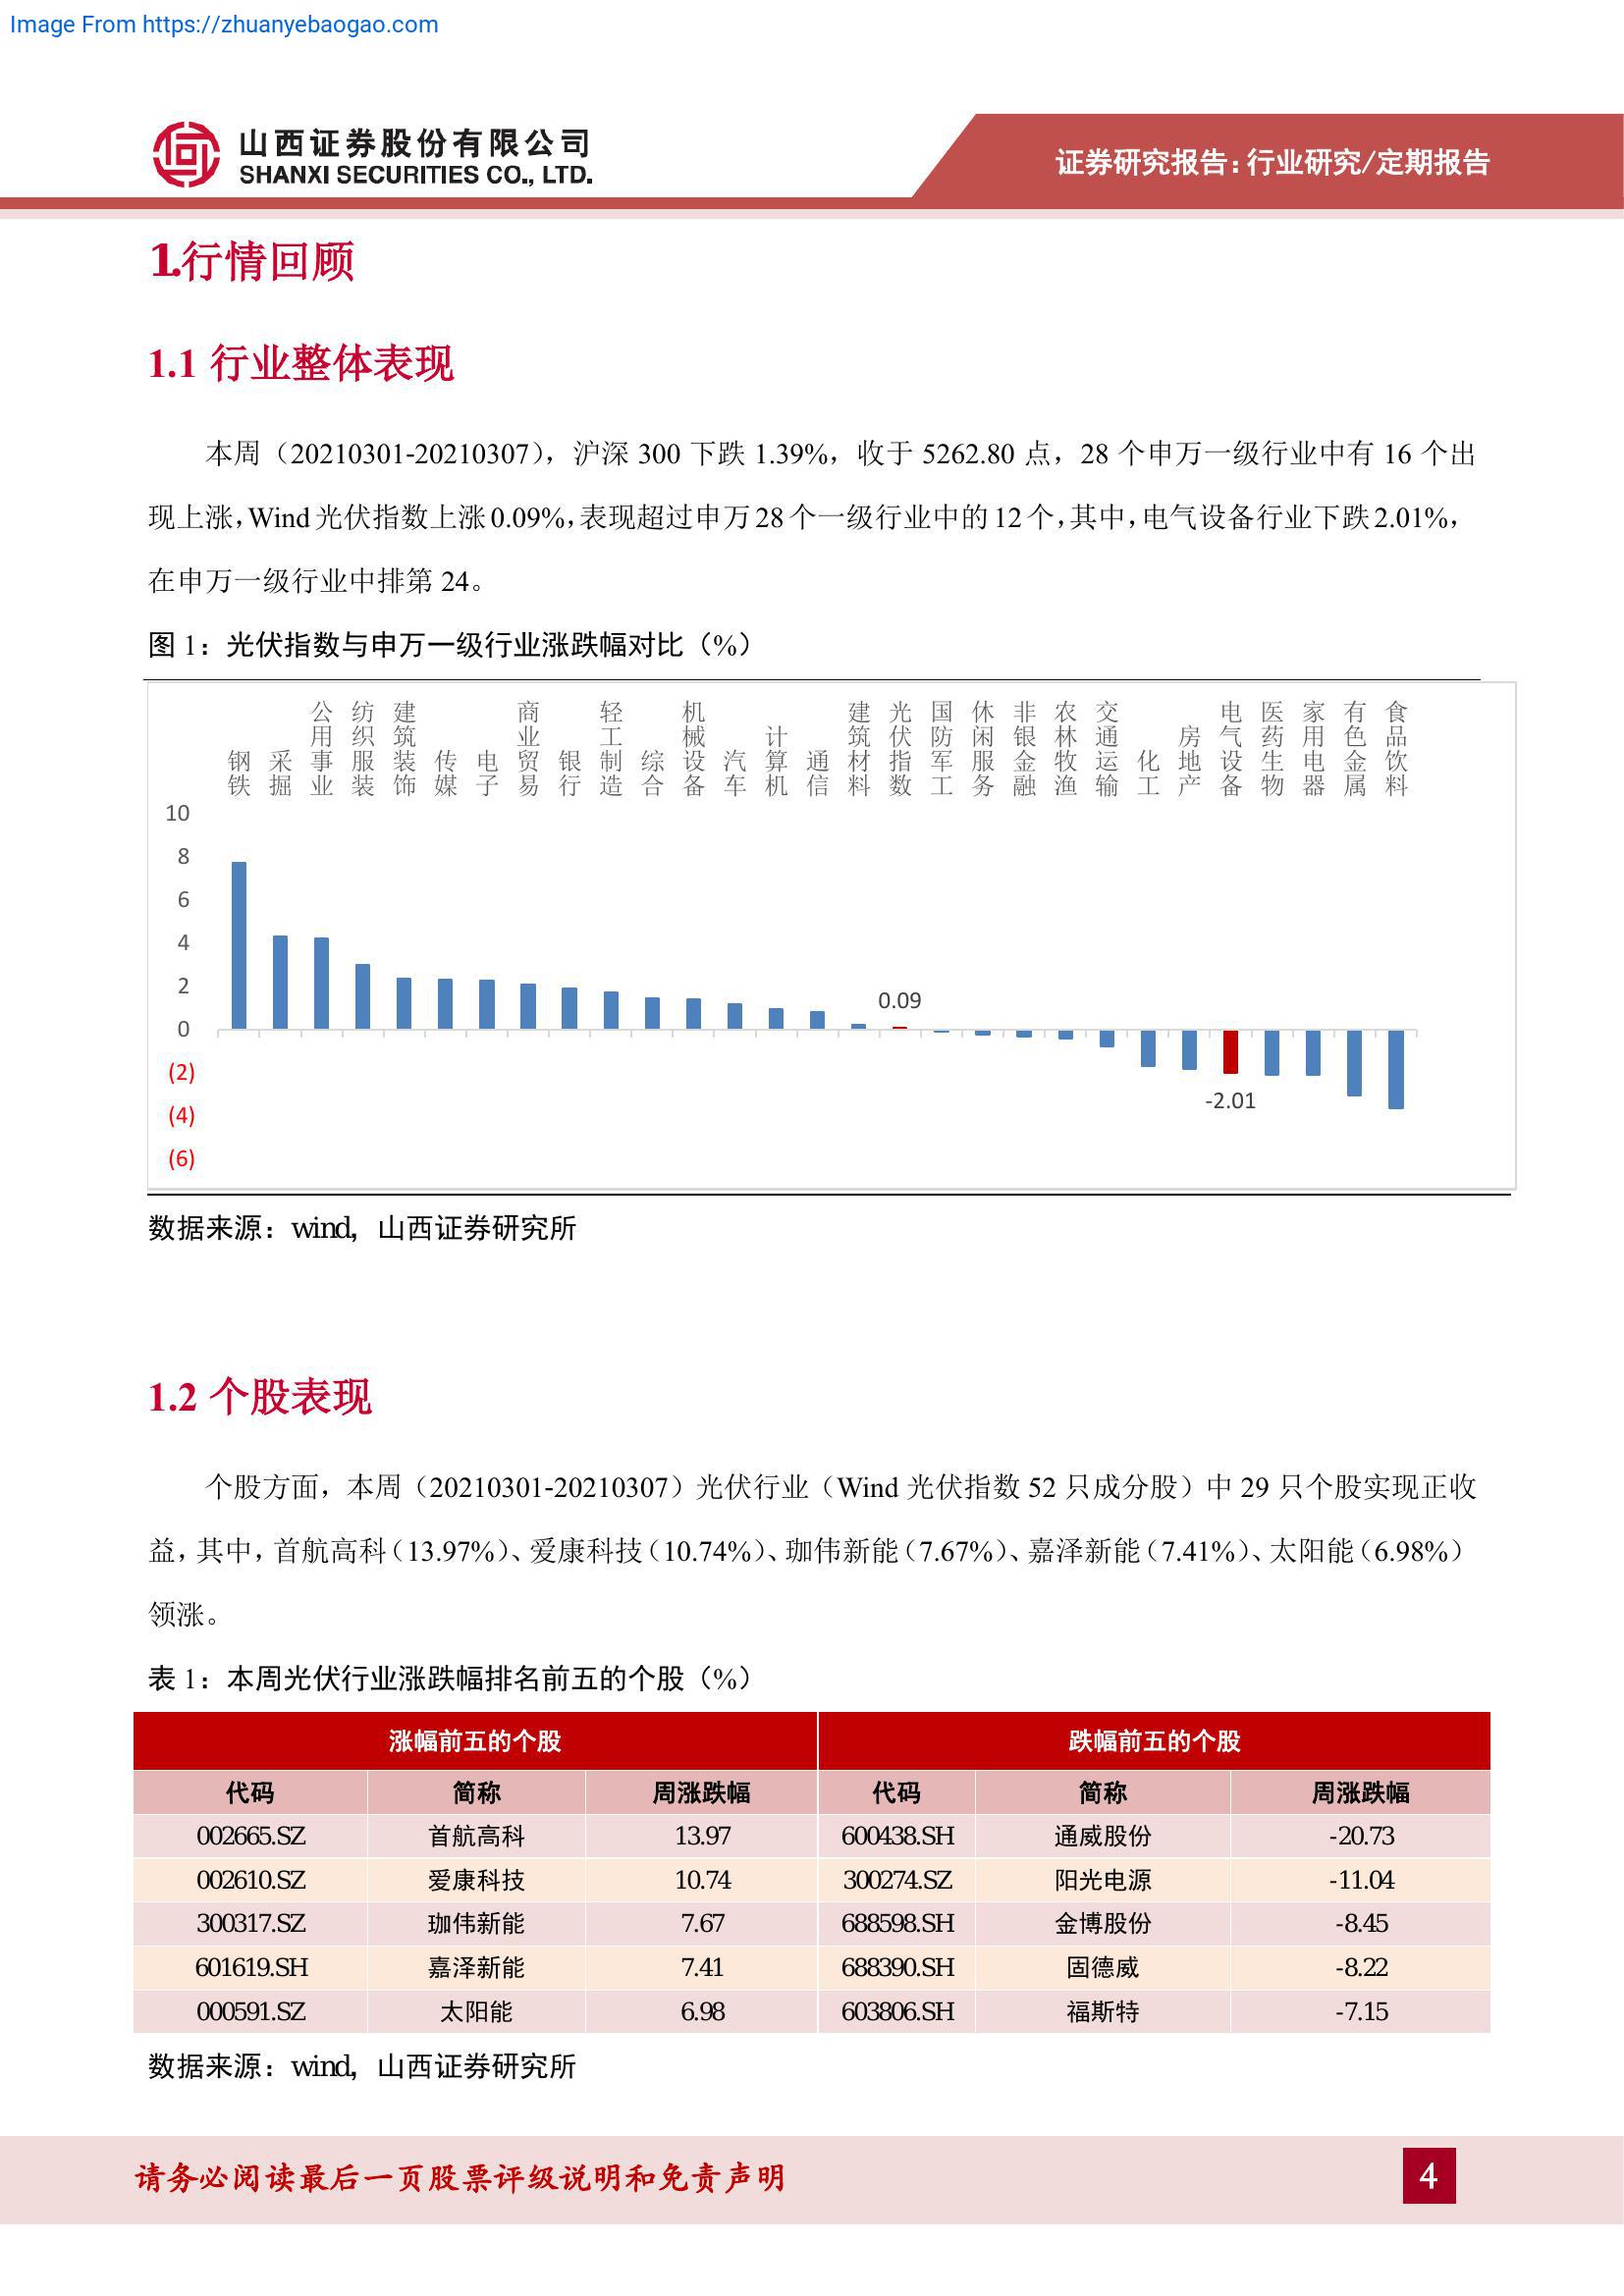 Image From https://zhuanyebaogao.com
山西证券股份有限公司
SHANXI SECURITIES CO., LTD.
证券研究报告：行业研究/定期报告
1.行情回顾
1.1 行业整体表现
本周（20210301-20210307），沪深 300 下跌 1.39%，收于 5262.80 点，28 个申万一级行业中有 16 个出
现上涨，Wind 光伏指数上涨 0.09%，表现超过申万 28 个一级行业中的 12 个，其中，电气设备行业下跌 2.01%，
在申万一级行业中排第 24。
图 1：光伏指数与申万一级行业涨跌幅对比（%）
钢铁 采掘 公用事业 纺织服装 建筑装饰 传媒 电子 商业贸易 银行 轻工制造 综合 机械设备 汽车 计算机 通信 建筑材料 光伏指数 国防军工 休闲服务 非银金融 农林牧渔 交通运输 化工 房地产 电气设备 医药生物 家用电器 有色金属 食品饮料
10
8
6
4
2
0.09
0
(2)
-2.01
(4)
(6)
数据来源：wind，山西证券研究所
1.2 个股表现
个股方面，本周（20210301-20210307）光伏行业（Wind 光伏指数 52 只成分股）中 29 只个股实现正收
益，其中，首航高科（13.97%）、爱康科技（10.74%）、珈伟新能（7.67%）、嘉泽新能（7.41%）、太阳能（6.98%）
领涨。
表 1：本周光伏行业涨跌幅排名前五的个股（%）
涨幅前五的个股 跌幅前五的个股
代码 简称 周涨跌幅 代码 简称 周涨跌幅
002665.SZ 首航高科 13.97 600438.SH 通威股份 -20.73
002610.SZ 爱康科技 10.74 300274.SZ 阳光电源 -11.04
300317.SZ 珈伟新能 7.67 688598.SH 金博股份 -8.45
601619.SH 嘉泽新能 7.41 688390.SH 固德威 -8.22
000591.SZ 太阳能 6.98 603806.SH 福斯特 -7.15
数据来源：wind，山西证券研究所
请务必阅读最后一页股票评级说明和免责声明
4